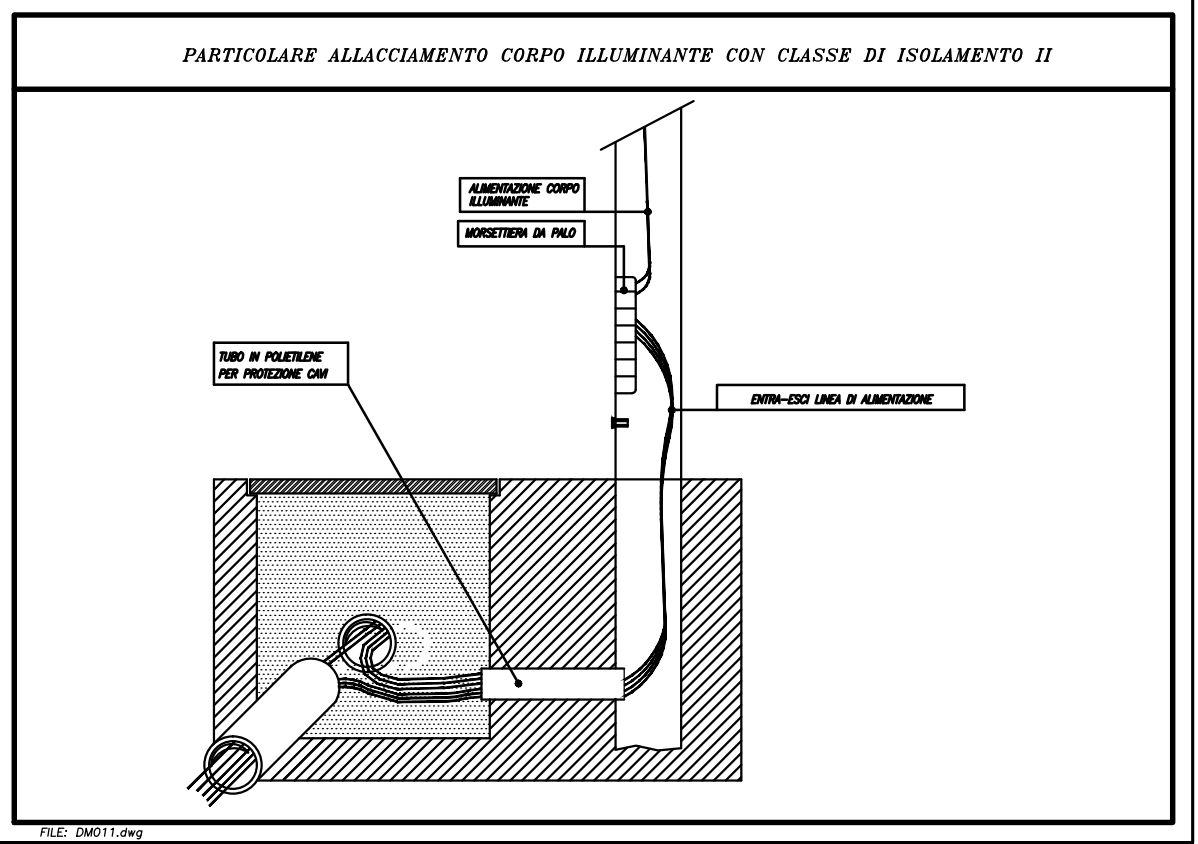 PARTICOLARE ALLACCIAMENTO CORPO ILLUMINANTE CON CLASSE DI ISOLAMENTO II
ALIMENTAZIONE CORPO
ILLUMINANTE
MORSETTIERA DA PALO
TUBO IN POLIETILENE
PER PROTEZIONE CAVI
ENTRA-ESCI LINEA DI ALIMENTAZIONE
FILE: DM011.dwg